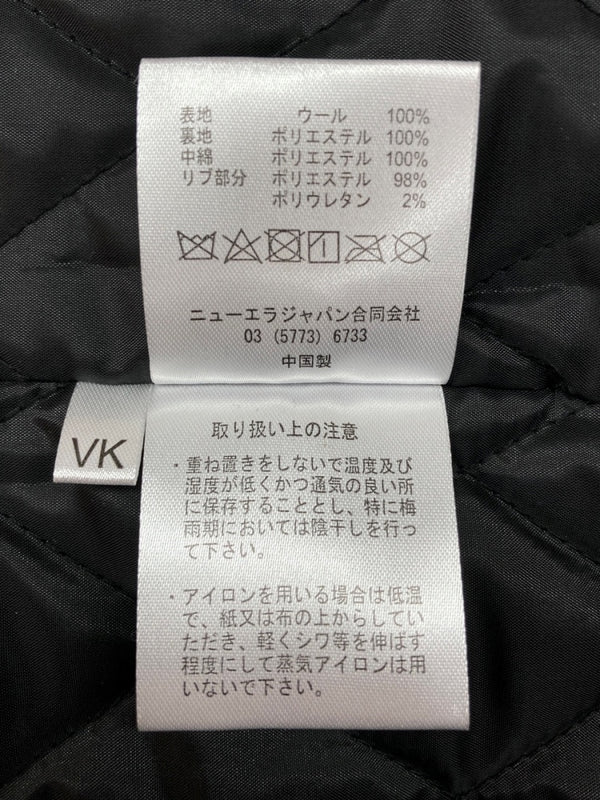 表地 ウール 100%
裏地 ポリエステル 100%
中綿 ポリエステル 100%
リブ部分 ポリエステル 98%
ポリウレタン 2%
ニューエラジャパン合同会社
03 (5773) 6733
中国製
VK
取り扱い上の注意
・重ね置きをしないで温度及び
湿度が低くかつ通気の良い所
に保存することとし、特に梅
雨期においては陰干しを行っ
て下さい。
・アイロンを用いる場合は低温
で、紙又は布の上からしてい
ただき、軽くシワ等を伸ばす
程度にして蒸気アイロンは用
いないで下さい。